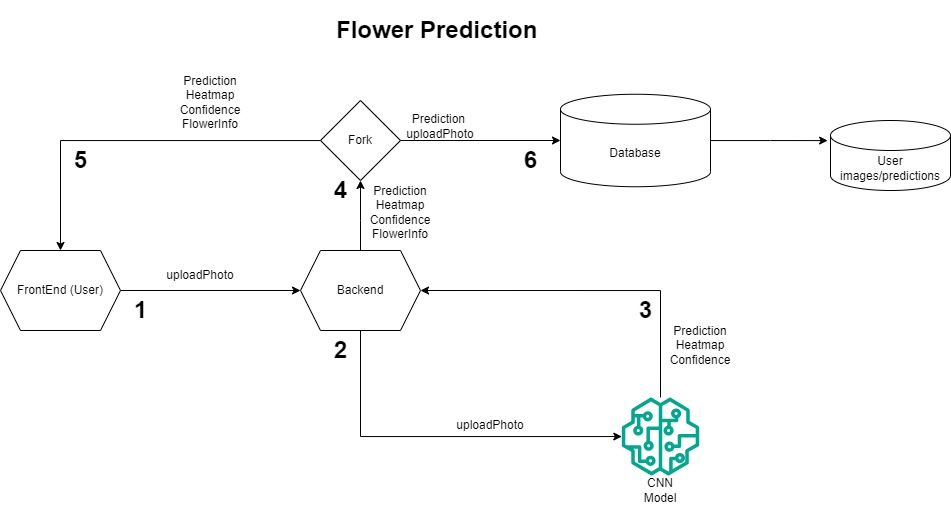 Flower Prediction
Prediction
Heatmap
Confidence
FlowerInfo
5
Fork
Prediction
uploadPhoto
6
Database
User
images/predictions
4
Prediction
Heatmap
Confidence
FlowerInfo
FrontEnd (User)
uploadPhoto
1
Backend
2
3
Prediction
Heatmap
Confidence
uploadPhoto
CNN
Model